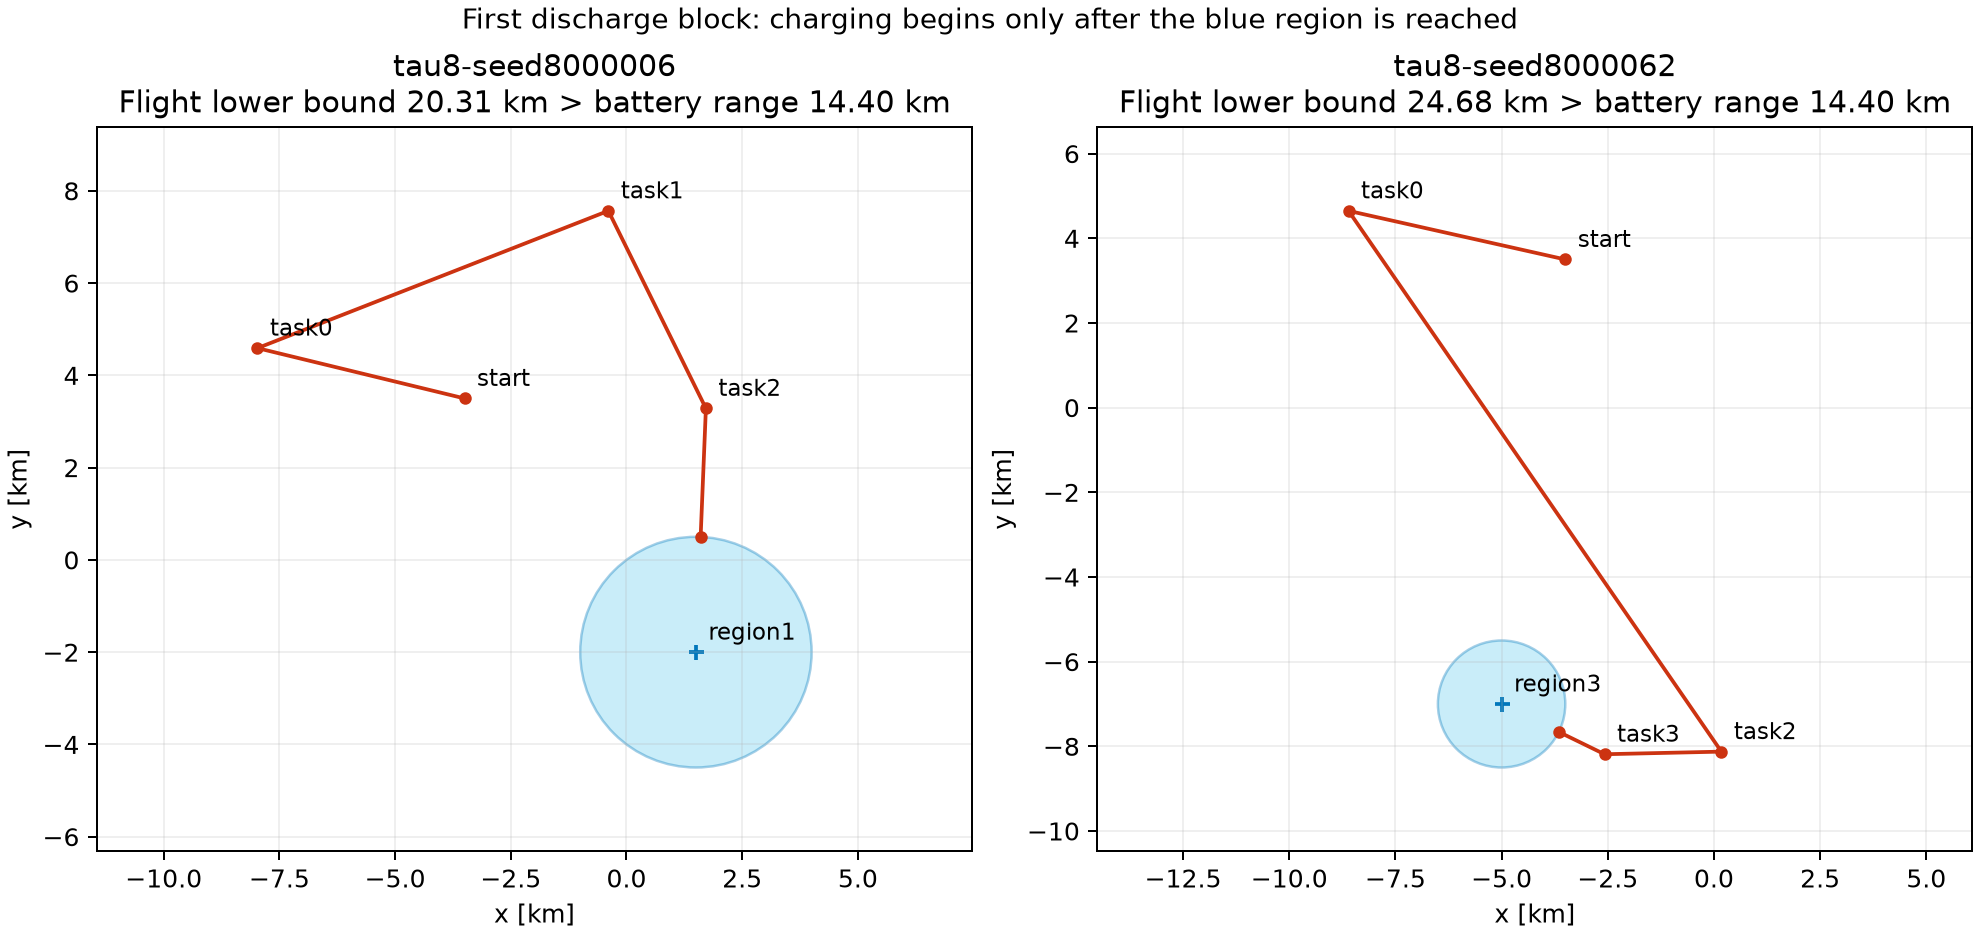 First discharge block: charging begins only after the blue region is reached
tau8-seed8000006
Flight lower bound 20.31 km > battery range 14.40 km
y [km]
8
6
4
2
0
−2
−4
−6
task1
task0
start
task2
region1
−10.0 −7.5 −5.0 −2.5 0.0 2.5 5.0
x [km]
tau8-seed8000062
Flight lower bound 24.68 km > battery range 14.40 km
y [km]
6
4
2
0
−2
−4
−6
−8
−10
task0
start
region3
task3
task2
−12.5 −10.0 −7.5 −5.0 −2.5 0.0 2.5 5.0
x [km]